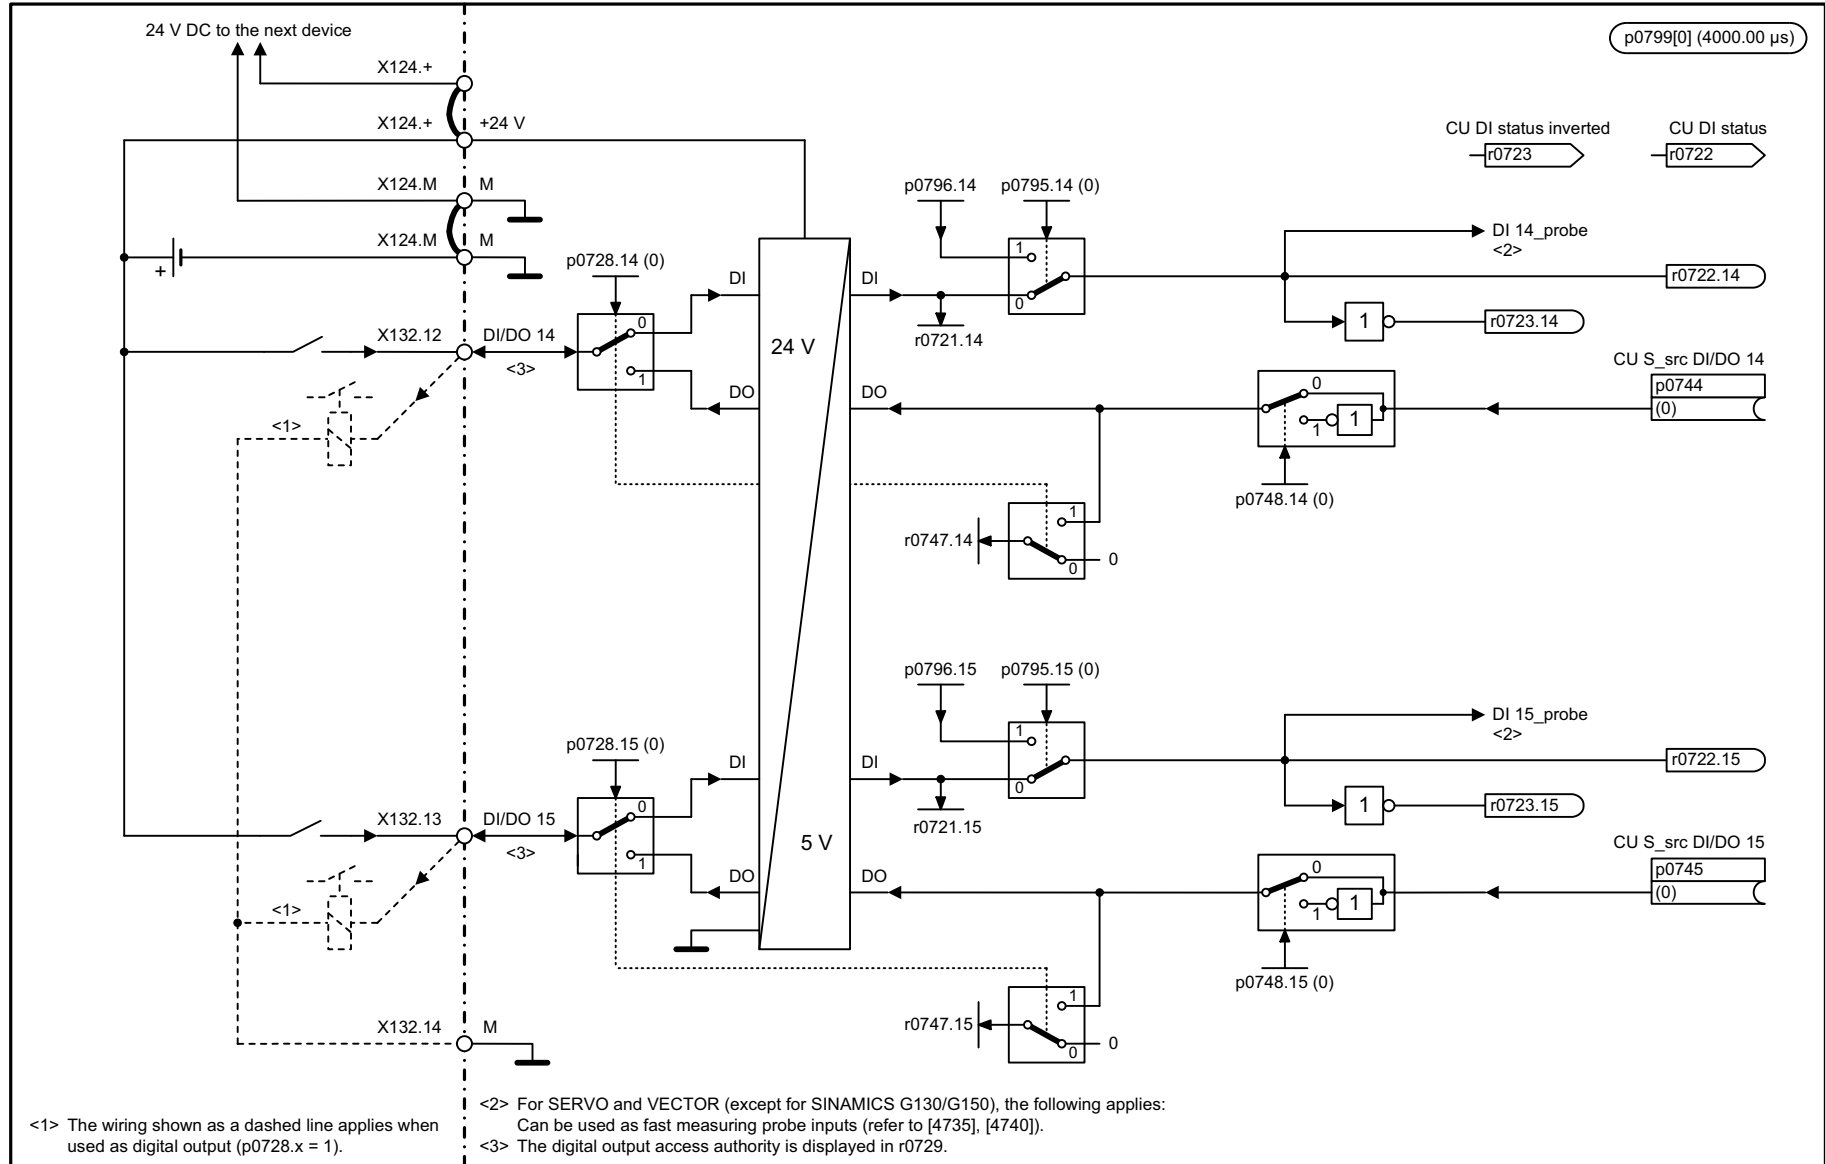 24 V DC to the next device
p0799[0] (4000.00 µs)
X124.+
X124.+ +24 V
CU DI status inverted
r0723
CU DI status
r0722
X124.M M
X124.M M
+
p0796.14 p0795.14 (0)
1
0
DI 14_probe
<2>
r0722.14
1
r0723.14
p0728.14 (0)
DI
DI
r0721.14
X132.12 DI/DO 14
<3>
0
1
24 V
DO
DO
0
1
1
CU S_src DI/DO 14
p0744
(0)
p0748.14 (0)
<1>
r0747.14
1
0
0
p0796.15 p0795.15 (0)
1
0
DI 15_probe
<2>
r0722.15
1
r0723.15
p0728.15 (0)
DI
DI
r0721.15
X132.13 DI/DO 15
<3>
0
1
5 V
DO
DO
0
1
1
CU S_src DI/DO 15
p0745
(0)
p0748.15 (0)
<1>
r0747.15
1
0
0
X132.14 M
<1> The wiring shown as a dashed line applies when
used as digital output (p0728.x = 1).
<2> For SERVO and VECTOR (except for SINAMICS G130/G150), the following applies:
Can be used as fast measuring probe inputs (refer to [4735], [4740]).
<3> The digital output access authority is displayed in r0729.